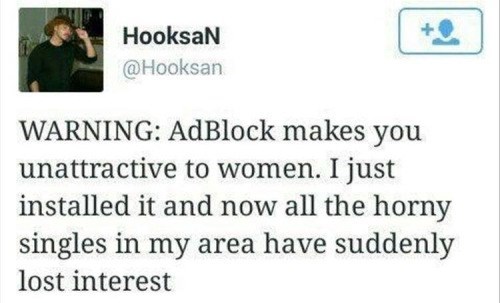 HooksaN
@Hooksan
WARNING: AdBlock makes you
unattractive to women. I just
installed it and now all the horny
singles in my area have suddenly
lost interest